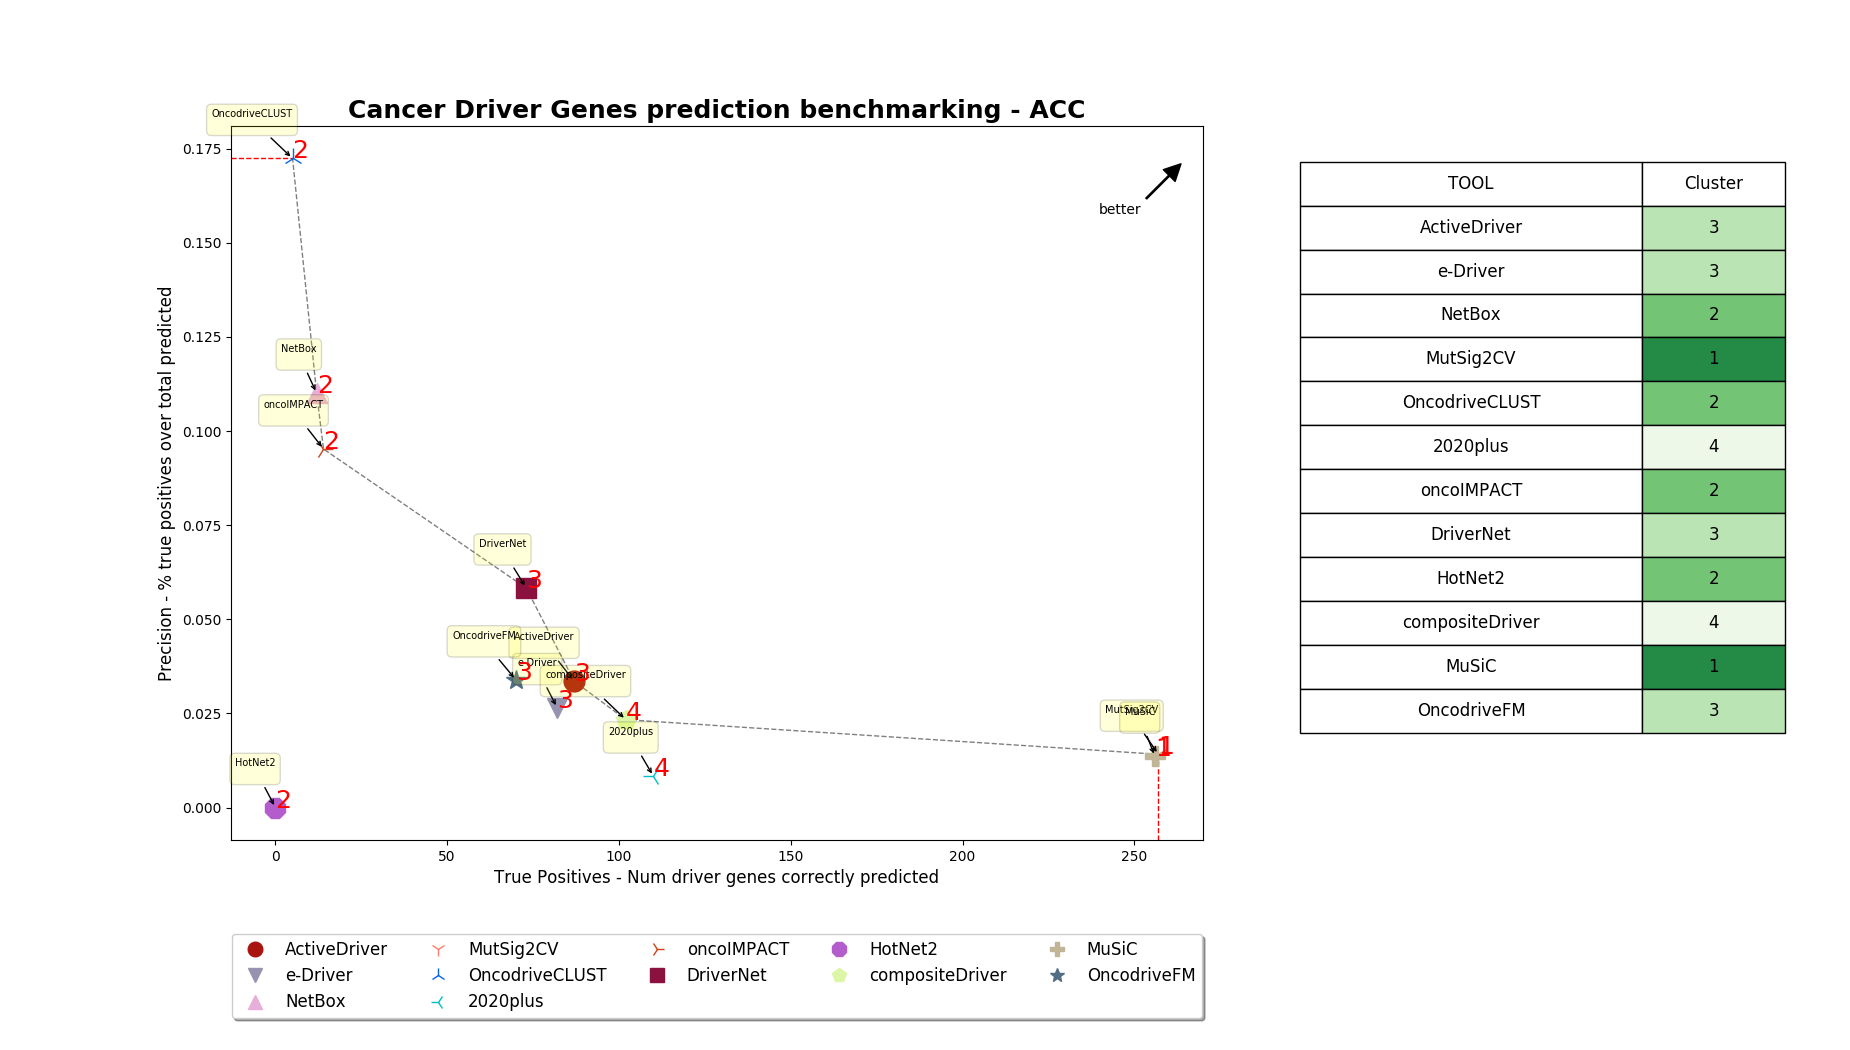 Cancer Driver Genes prediction benchmarking - ACC
OncodriveCLUST
2
better
NetBox
2
oncoIMPACT
2
DriverNet
3
OncodriveFM
3
ActiveDriver
3
e-Driver
3
compositeDriver
4
2020plus
4
MutSig2CV
1
MuSiC
1
HotNet2
2
0.175
0.150
0.125
0.100
0.075
0.050
0.025
0.000
Precision - % true positives over total predicted
0 50 100 150 200 250
True Positives - Num driver genes correctly predicted
ActiveDriver MutSig2CV oncoIMPACT HotNet2 MuSiC
e-Driver OncodriveCLUST DriverNet compositeDriver OncodriveFM
NetBox 2020plus
TOOL Cluster
ActiveDriver 3
e-Driver 3
NetBox 2
MutSig2CV 1
OncodriveCLUST 2
2020plus 4
oncoIMPACT 2
DriverNet 3
HotNet2 2
compositeDriver 4
MuSiC 1
OncodriveFM 3